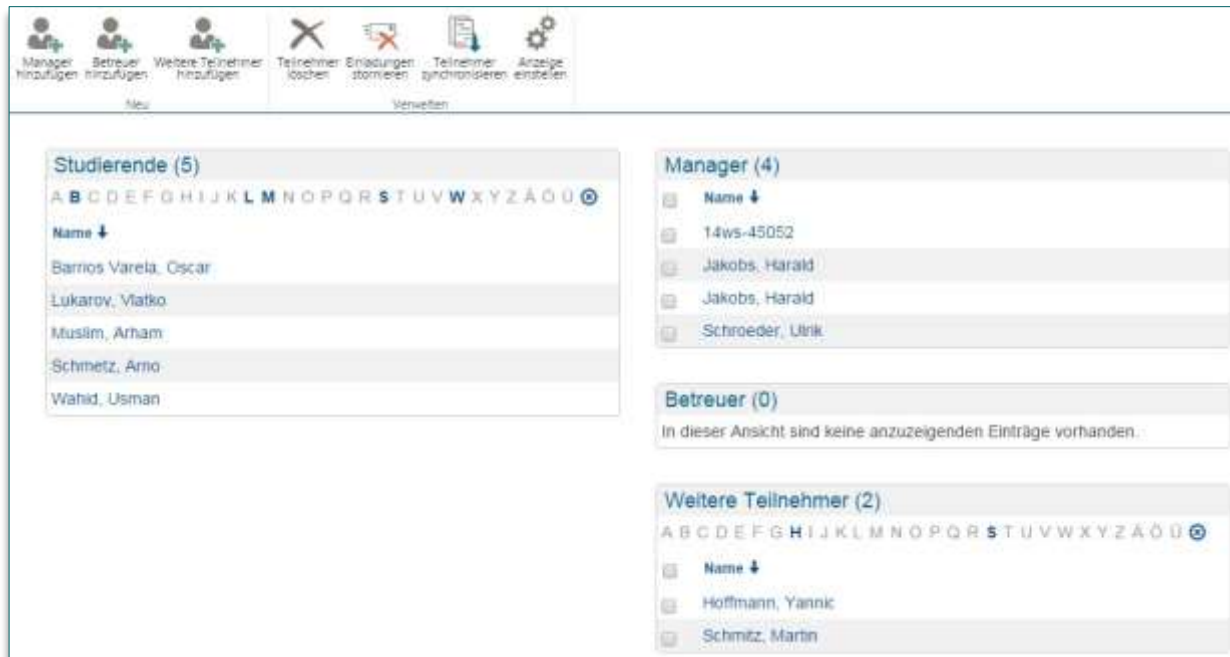 Manager hinzufügen
Betreuer hinzufügen
Weitere Teilnehmer hinzufügen
Teilnehmer löschen
Einladungen stornieren
Teilnehmer synchronisieren
Anzeige einstellen
Neu
Verwalten
Studierende (5)
A B C D E F G H I J K L M N O P Q R S T U V W X Y Z Ä Ö Ü
Name
Barrios Varela, Oscar
Lukarov, Vlatko
Muslim, Arham
Schmetz, Arno
Wahid, Usman
Manager (4)
Name
14ws-45052
Jakobs, Harald
Jakobs, Harald
Schroeder, Ulrik
Betreuer (0)
In dieser Ansicht sind keine anzuzeigenden Einträge vorhanden.
Weitere Teilnehmer (2)
A B C D E F G H I J K L M N O P Q R S T U V W X Y Z Ä Ö Ü
Name
Hoffmann, Yannic
Schmitz, Martin